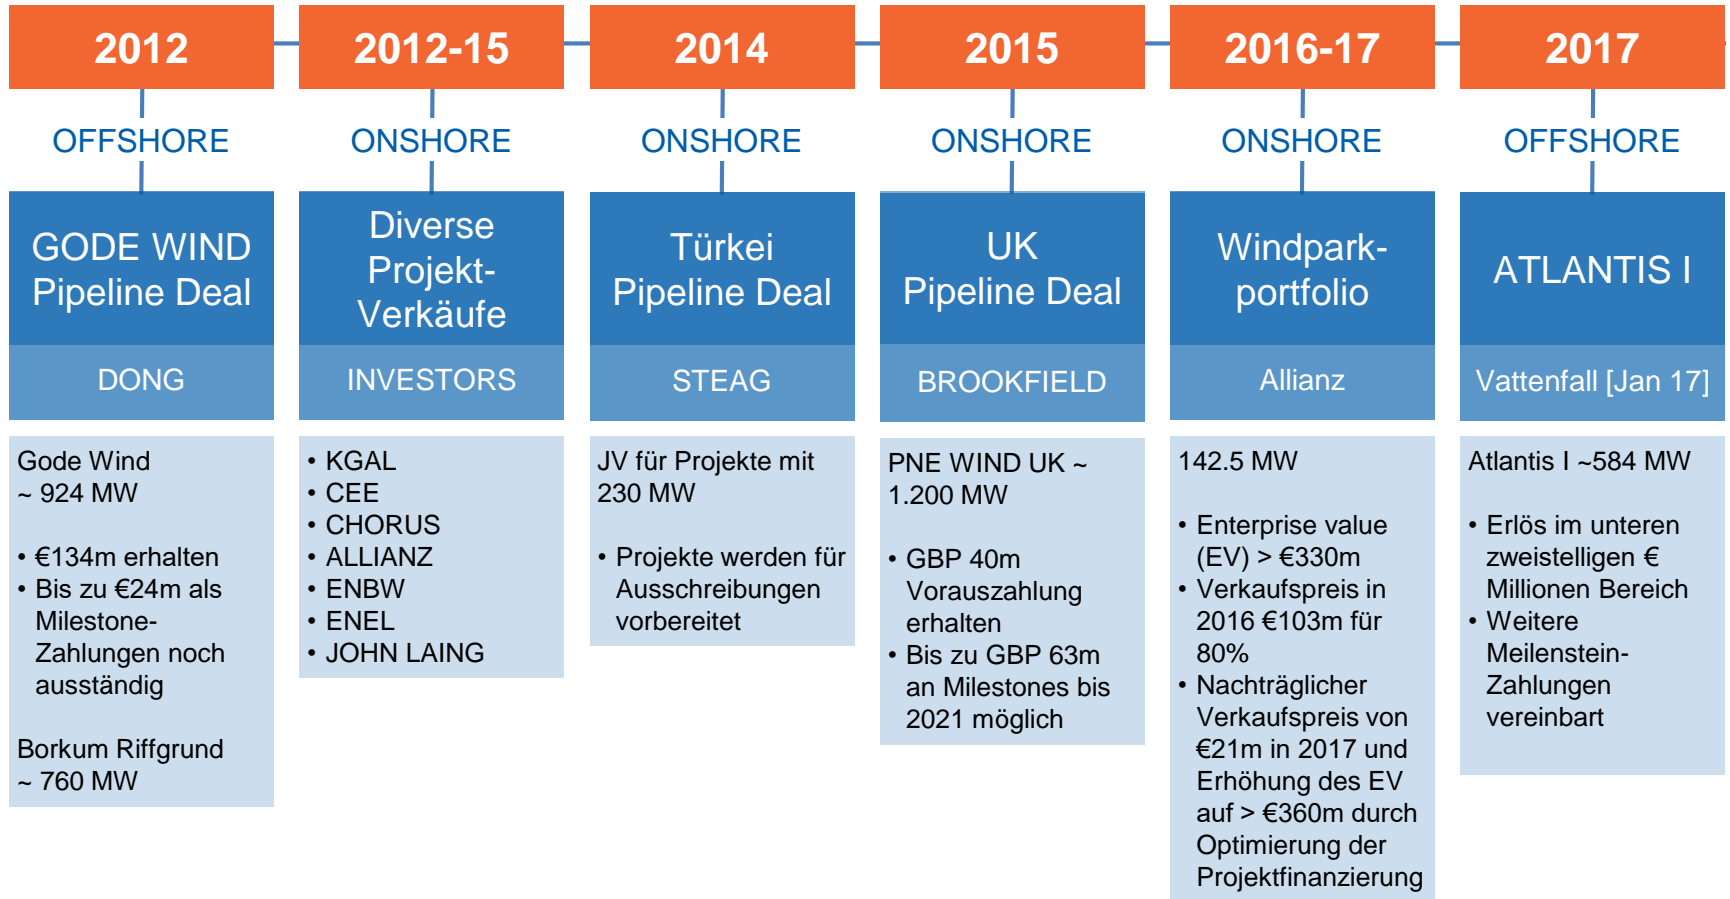 2012
OFFSHORE
GODE WIND
Pipeline Deal
DONG
Gode Wind
~ 924 MW
• €134m erhalten
• Bis zu €24m als
Milestone-
Zahlungen noch
ausständig
Borkum Riffgrund
~ 760 MW
2012-15
ONSHORE
Diverse
Projekt-
Verkäufe
INVESTORS
• KGAL
• CEE
• CHORUS
• ALLIANZ
• ENBW
• ENEL
• JOHN LAING
2014
ONSHORE
Türkei
Pipeline Deal
STEAG
JV für Projekte mit
230 MW
• Projekte werden für
Ausschreibungen
vorbereitet
2015
ONSHORE
UK
Pipeline Deal
BROOKFIELD
PNE WIND UK ~
1.200 MW
• GBP 40m
Vorauszahlung
erhalten
• Bis zu GBP 63m
an Milestones bis
2021 möglich
2016-17
ONSHORE
Windpark-
portfolio
Allianz
142.5 MW
• Enterprise value
(EV) > €330m
• Verkaufspreis in
2016 €103m für
80%
• Nachträglicher
Verkaufspreis von
€21m in 2017 und
Erhöhung des EV
auf > €360m durch
Optimierung der
Projektfinanzierung
2017
OFFSHORE
ATLANTIS I
Vattenfall [Jan 17]
Atlantis I ~584 MW
• Erlös im unteren
zweistelligen €
Millionen Bereich
• Weitere
Meilenstein-
Zahlungen
vereinbart